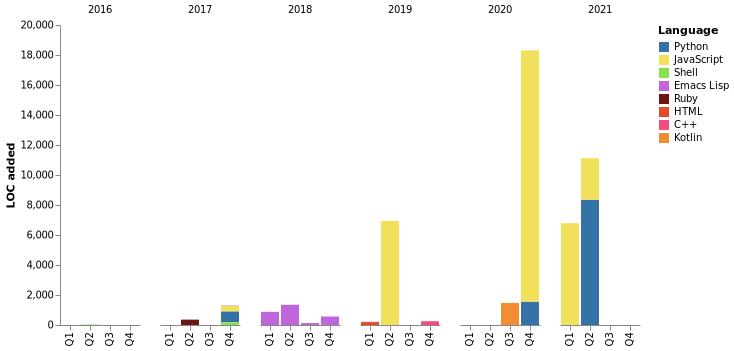 2016 2017 2018 2019 2020 2021
20,000
18,000
16,000
14,000
12,000
10,000
8,000
6,000
4,000
2,000
0
LOC added
Q1 Q2 Q3 Q4 Q1 Q2 Q3 Q4 Q1 Q2 Q3 Q4 Q1 Q2 Q3 Q4 Q1 Q2 Q3 Q4 Q1 Q2 Q3 Q4
Language
Python
JavaScript
Shell
Emacs Lisp
Ruby
HTML
C++
Kotlin